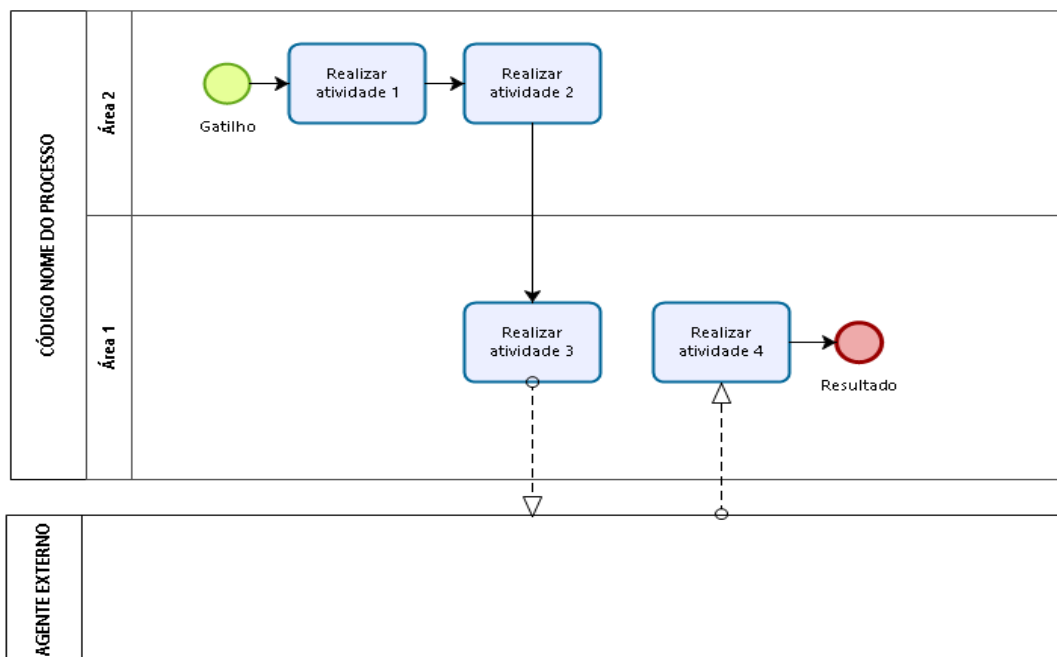 CÓDIGO NOME DO PROCESSO
Área 2
Gatilho
Realizar
atividade 1
Realizar
atividade 2
Área 1
Realizar
atividade 3
Realizar
atividade 4
Resultado
AGENTE EXTERNO